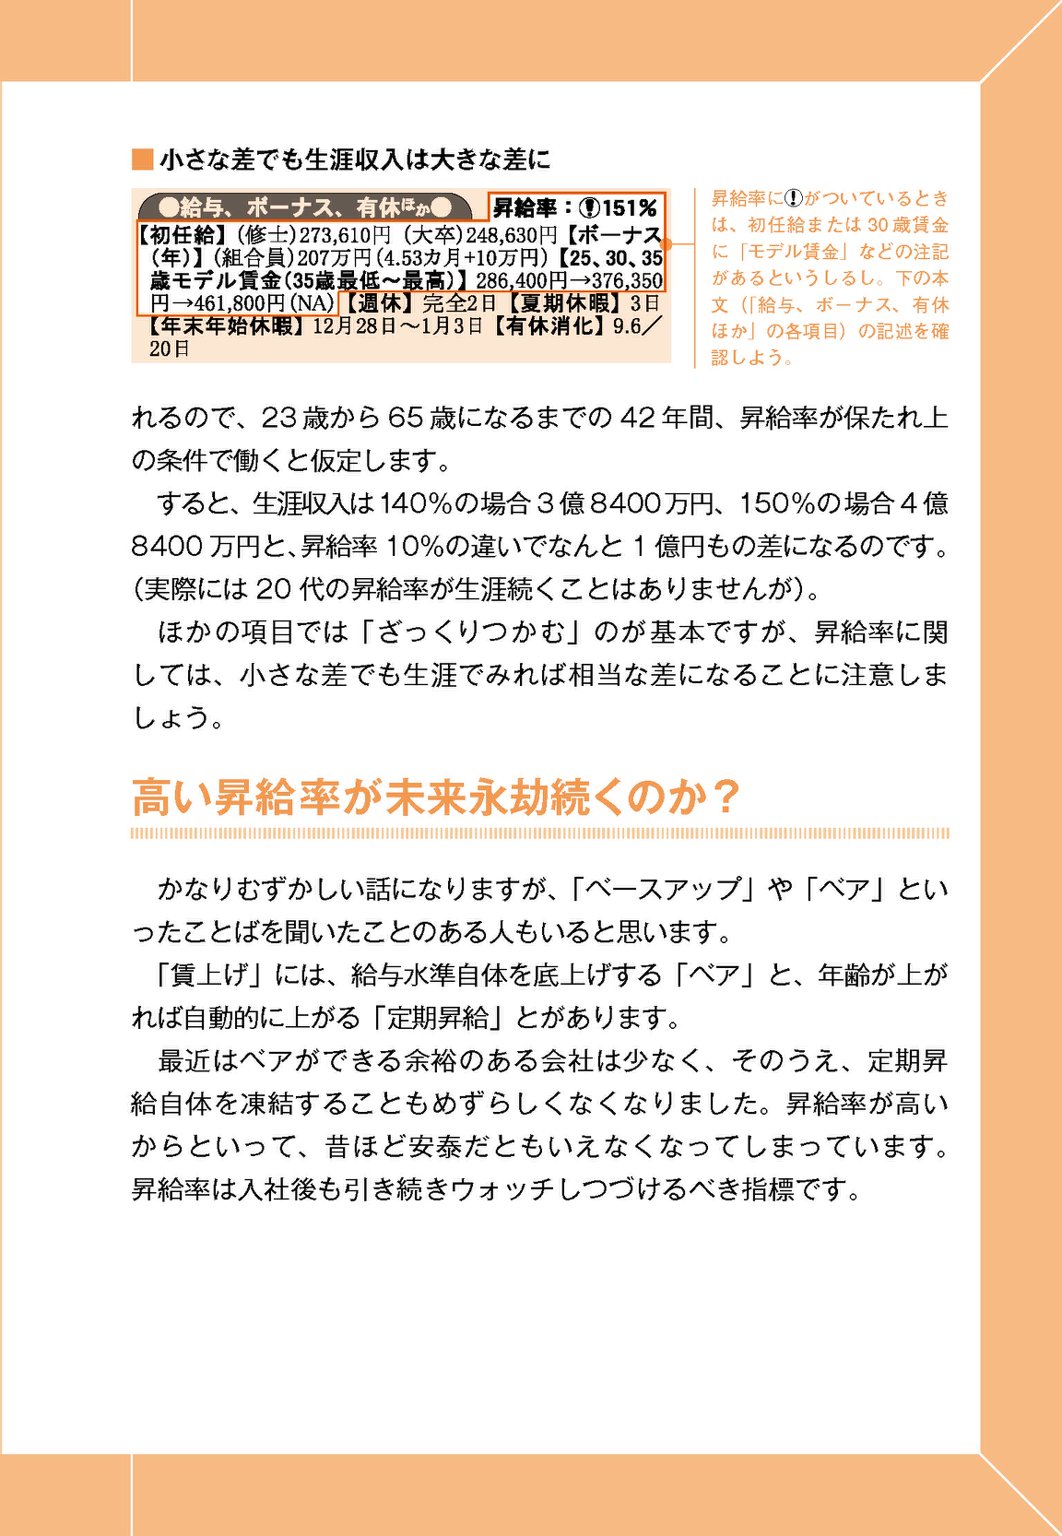 ■小さな差でも生涯収入は大きな差に
●給与、ボーナス、有休ほか● 昇給率：❗151%
【初任給】(修士)273,610円 (大卒)248,630円【ボーナス
(年)】(組合員)207万円(4.53カ月+10万円)【25、30、35
歳モデル賃金(35歳最低～最高)】286,400円→376,350
円→461,800円(NA)【週休】完全2日【夏期休暇】3日
【年末年始休暇】12月28日～1月3日【有休消化】9.6／
20日
昇給率に❗がついているとき
は、初任給または30歳賃金
に「モデル賃金」などの注記
があるというしるし。下の本
文（「給与、ボーナス、有休
ほか」の各項目）の記述を確
認しよう。
れるので、23歳から65歳になるまでの42年間、昇給率が保たれ上
の条件で働くと仮定します。
すると、生涯収入は140％の場合3億8400万円、150％の場合4億
8400万円と、昇給率10％の違いでなんと1億円もの差になるのです。
（実際には20代の昇給率が生涯続くことはありませんが）。
ほかの項目では「ざっくりつかむ」のが基本ですが、昇給率に関
しては、小さな差でも生涯でみれば相当な差になることに注意しま
しょう。
高い昇給率が未来永劫続くのか？
かなりむずかしい話になりますが、「ベースアップ」や「ベア」とい
ったことばを聞いたことのある人もいると思います。
「賃上げ」には、給与水準自体を底上げする「ベア」と、年齢が上が
れば自動的に上がる「定期昇給」とがあります。
最近はベアができる余裕のある会社は少なく、そのうえ、定期昇
給自体を凍結することもめずらしくなくなりました。昇給率が高い
からといって、昔ほど安泰だともいえなくなってしまっています。
昇給率は入社後も引き続きウォッチしつづけるべき指標です。